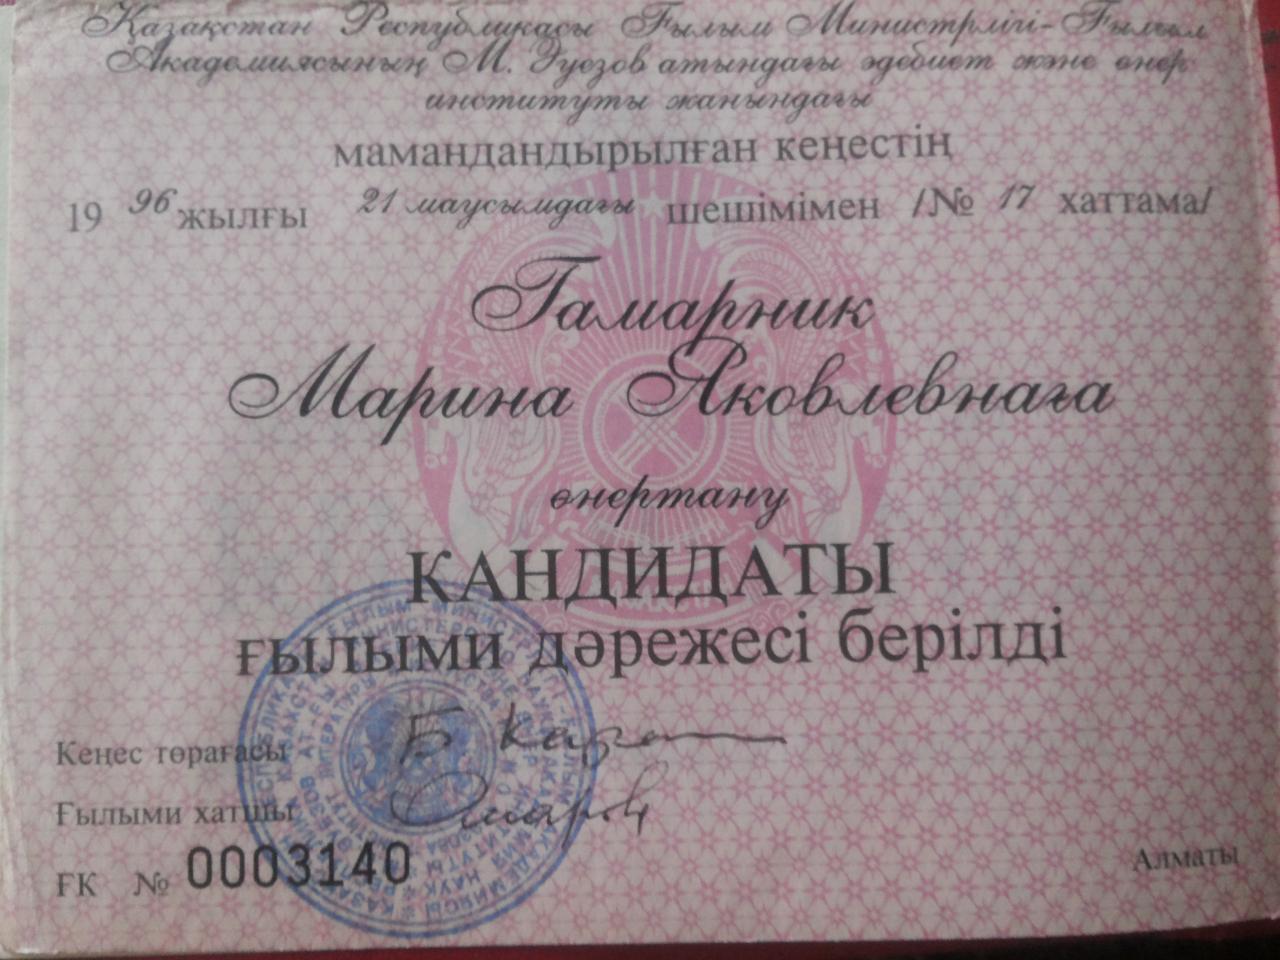 Қазақстан Республикасы Ғылым Министрлігі-Ғылым
Академиясының М. Әуезов атындағы әдебиет және өнер
институты жанындағы
мамандандырылған кеңестің
19 96 жылғы 21 маусымдағы шешімімен /№ 17 хаттама/
Гамарник
Марина Яковлевнаға
өнертану
КАНДИДАТЫ
ғылыми дәрежесі берілді
Кеңес төрағасы
Ғылыми хатшы
ҒК № 0003140
Алматы